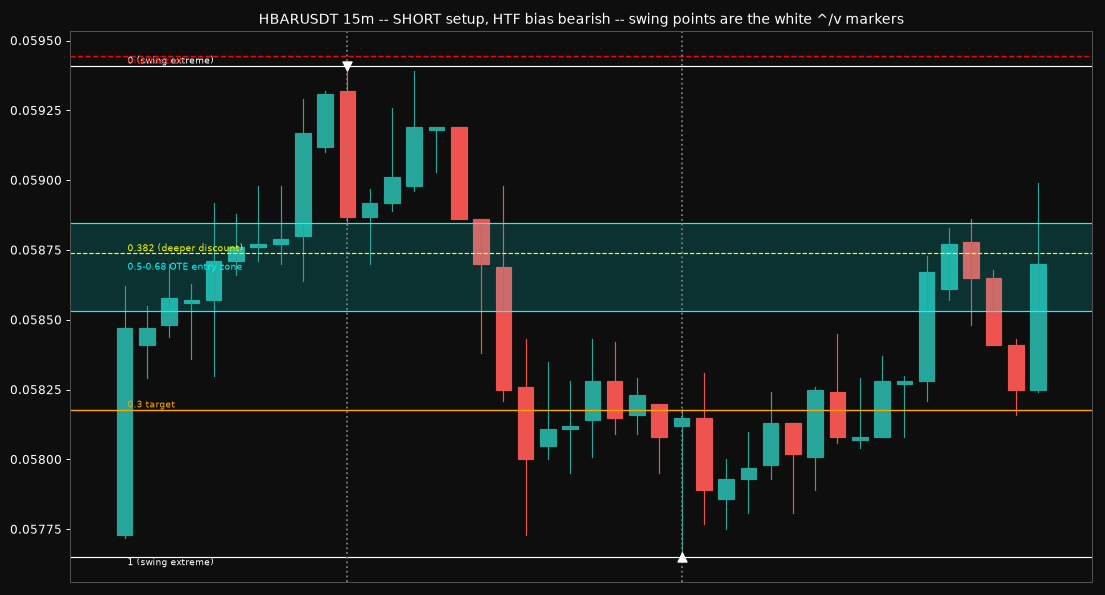 HBARUSDT 15m -- SHORT setup, HTF bias bearish -- swing points are the white ^/v markers
0.05950
0 (swing extreme)
0.05925
0.05900
0.05875
0.382 (deeper discount)
0.5-0.68 OTE entry zone
0.05850
0.05825
0.3 target
0.05800
0.05775
1 (swing extreme)